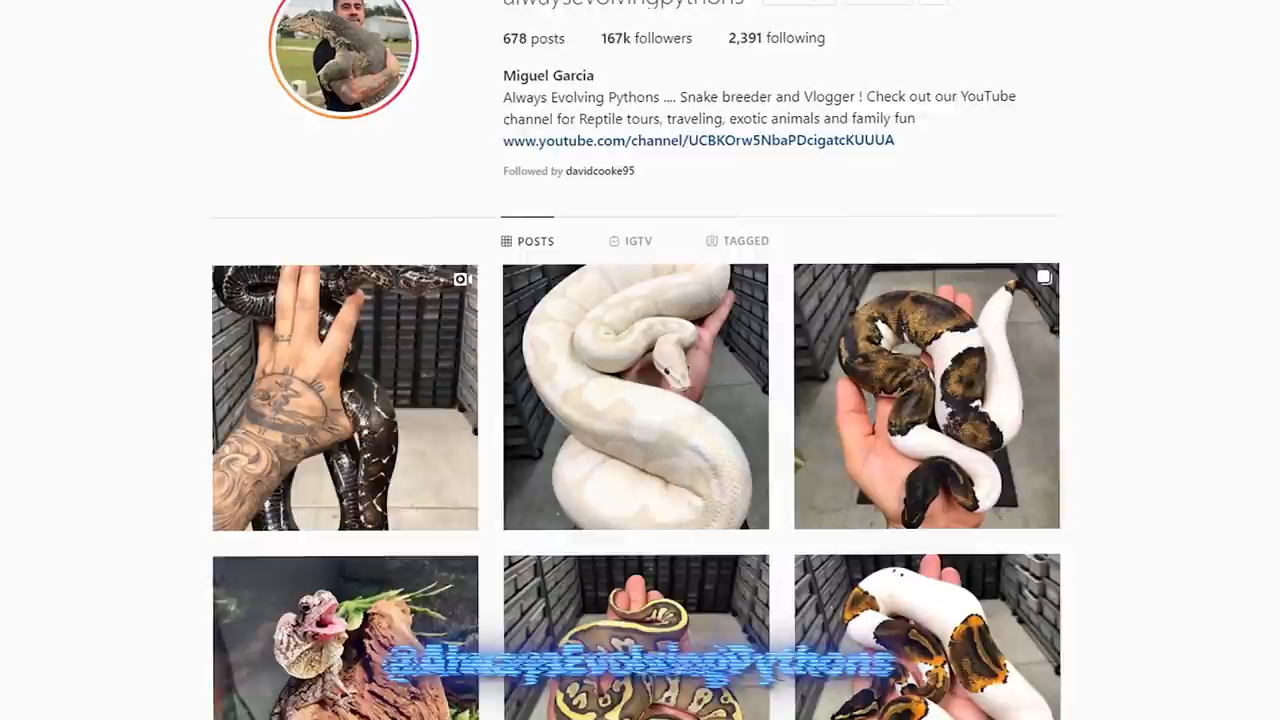 alwaysevolvingpythons
678 posts 167k followers 2,391 following
Miguel Garcia
Always Evolving Pythons .... Snake breeder and Vlogger ! Check out our YouTube
channel for Reptile tours, traveling, exotic animals and family fun
www.youtube.com/channel/UCBKOrw5NbaPDcigatcKUUUA
Followed by davidcooke95
POSTS IGTV TAGGED
@AlwaysEvolvingPythons